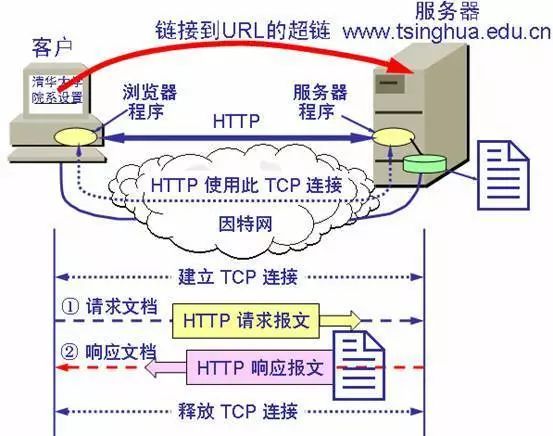 链接到URL的超链
服务器
www.tsinghua.edu.cn
客户
清华大学
院系设置
浏览器
程序
服务器
程序
HTTP
HTTP 使用此 TCP 连接
因特网
建立 TCP 连接
① 请求文档
HTTP 请求报文
② 响应文档
HTTP 响应报文
释放 TCP 连接